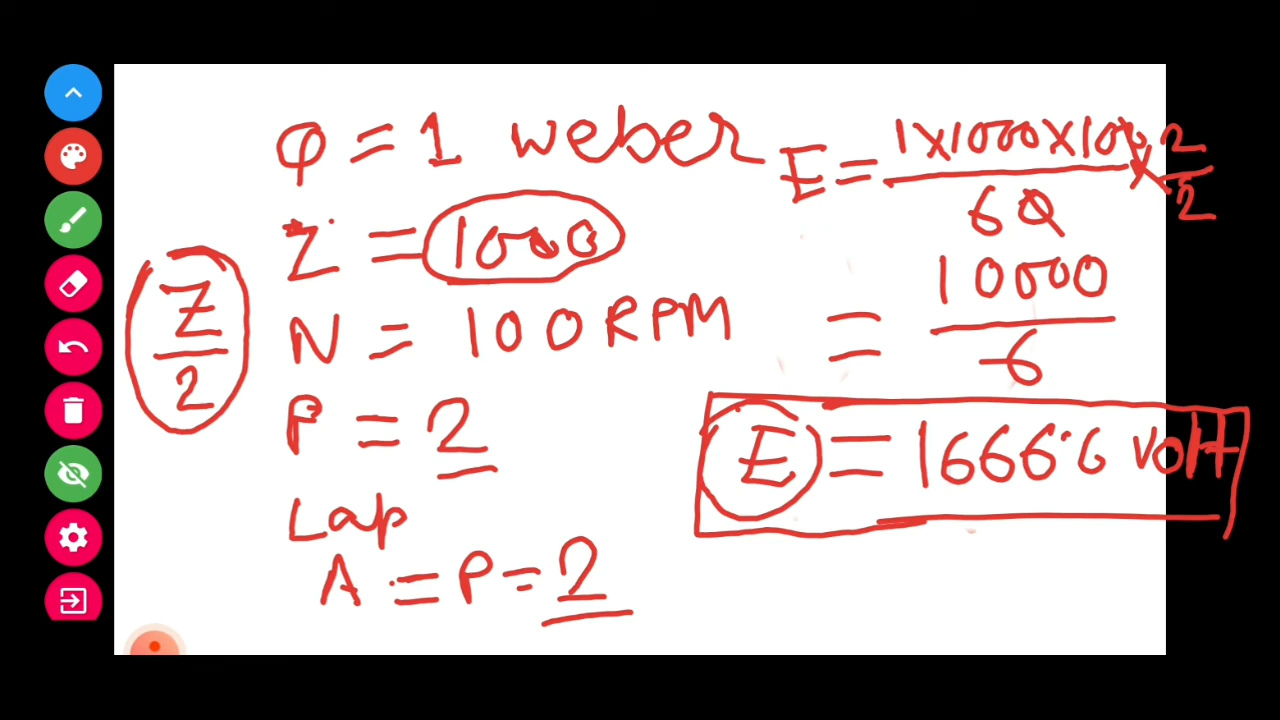 φ = 1 weber
Z = 1000
Z/2
N = 100 RPM
P = 2
Lap
A = P = 2
E = 1×1000×100/60 × 2/2
= 10000/6
E = 1666.6 volt